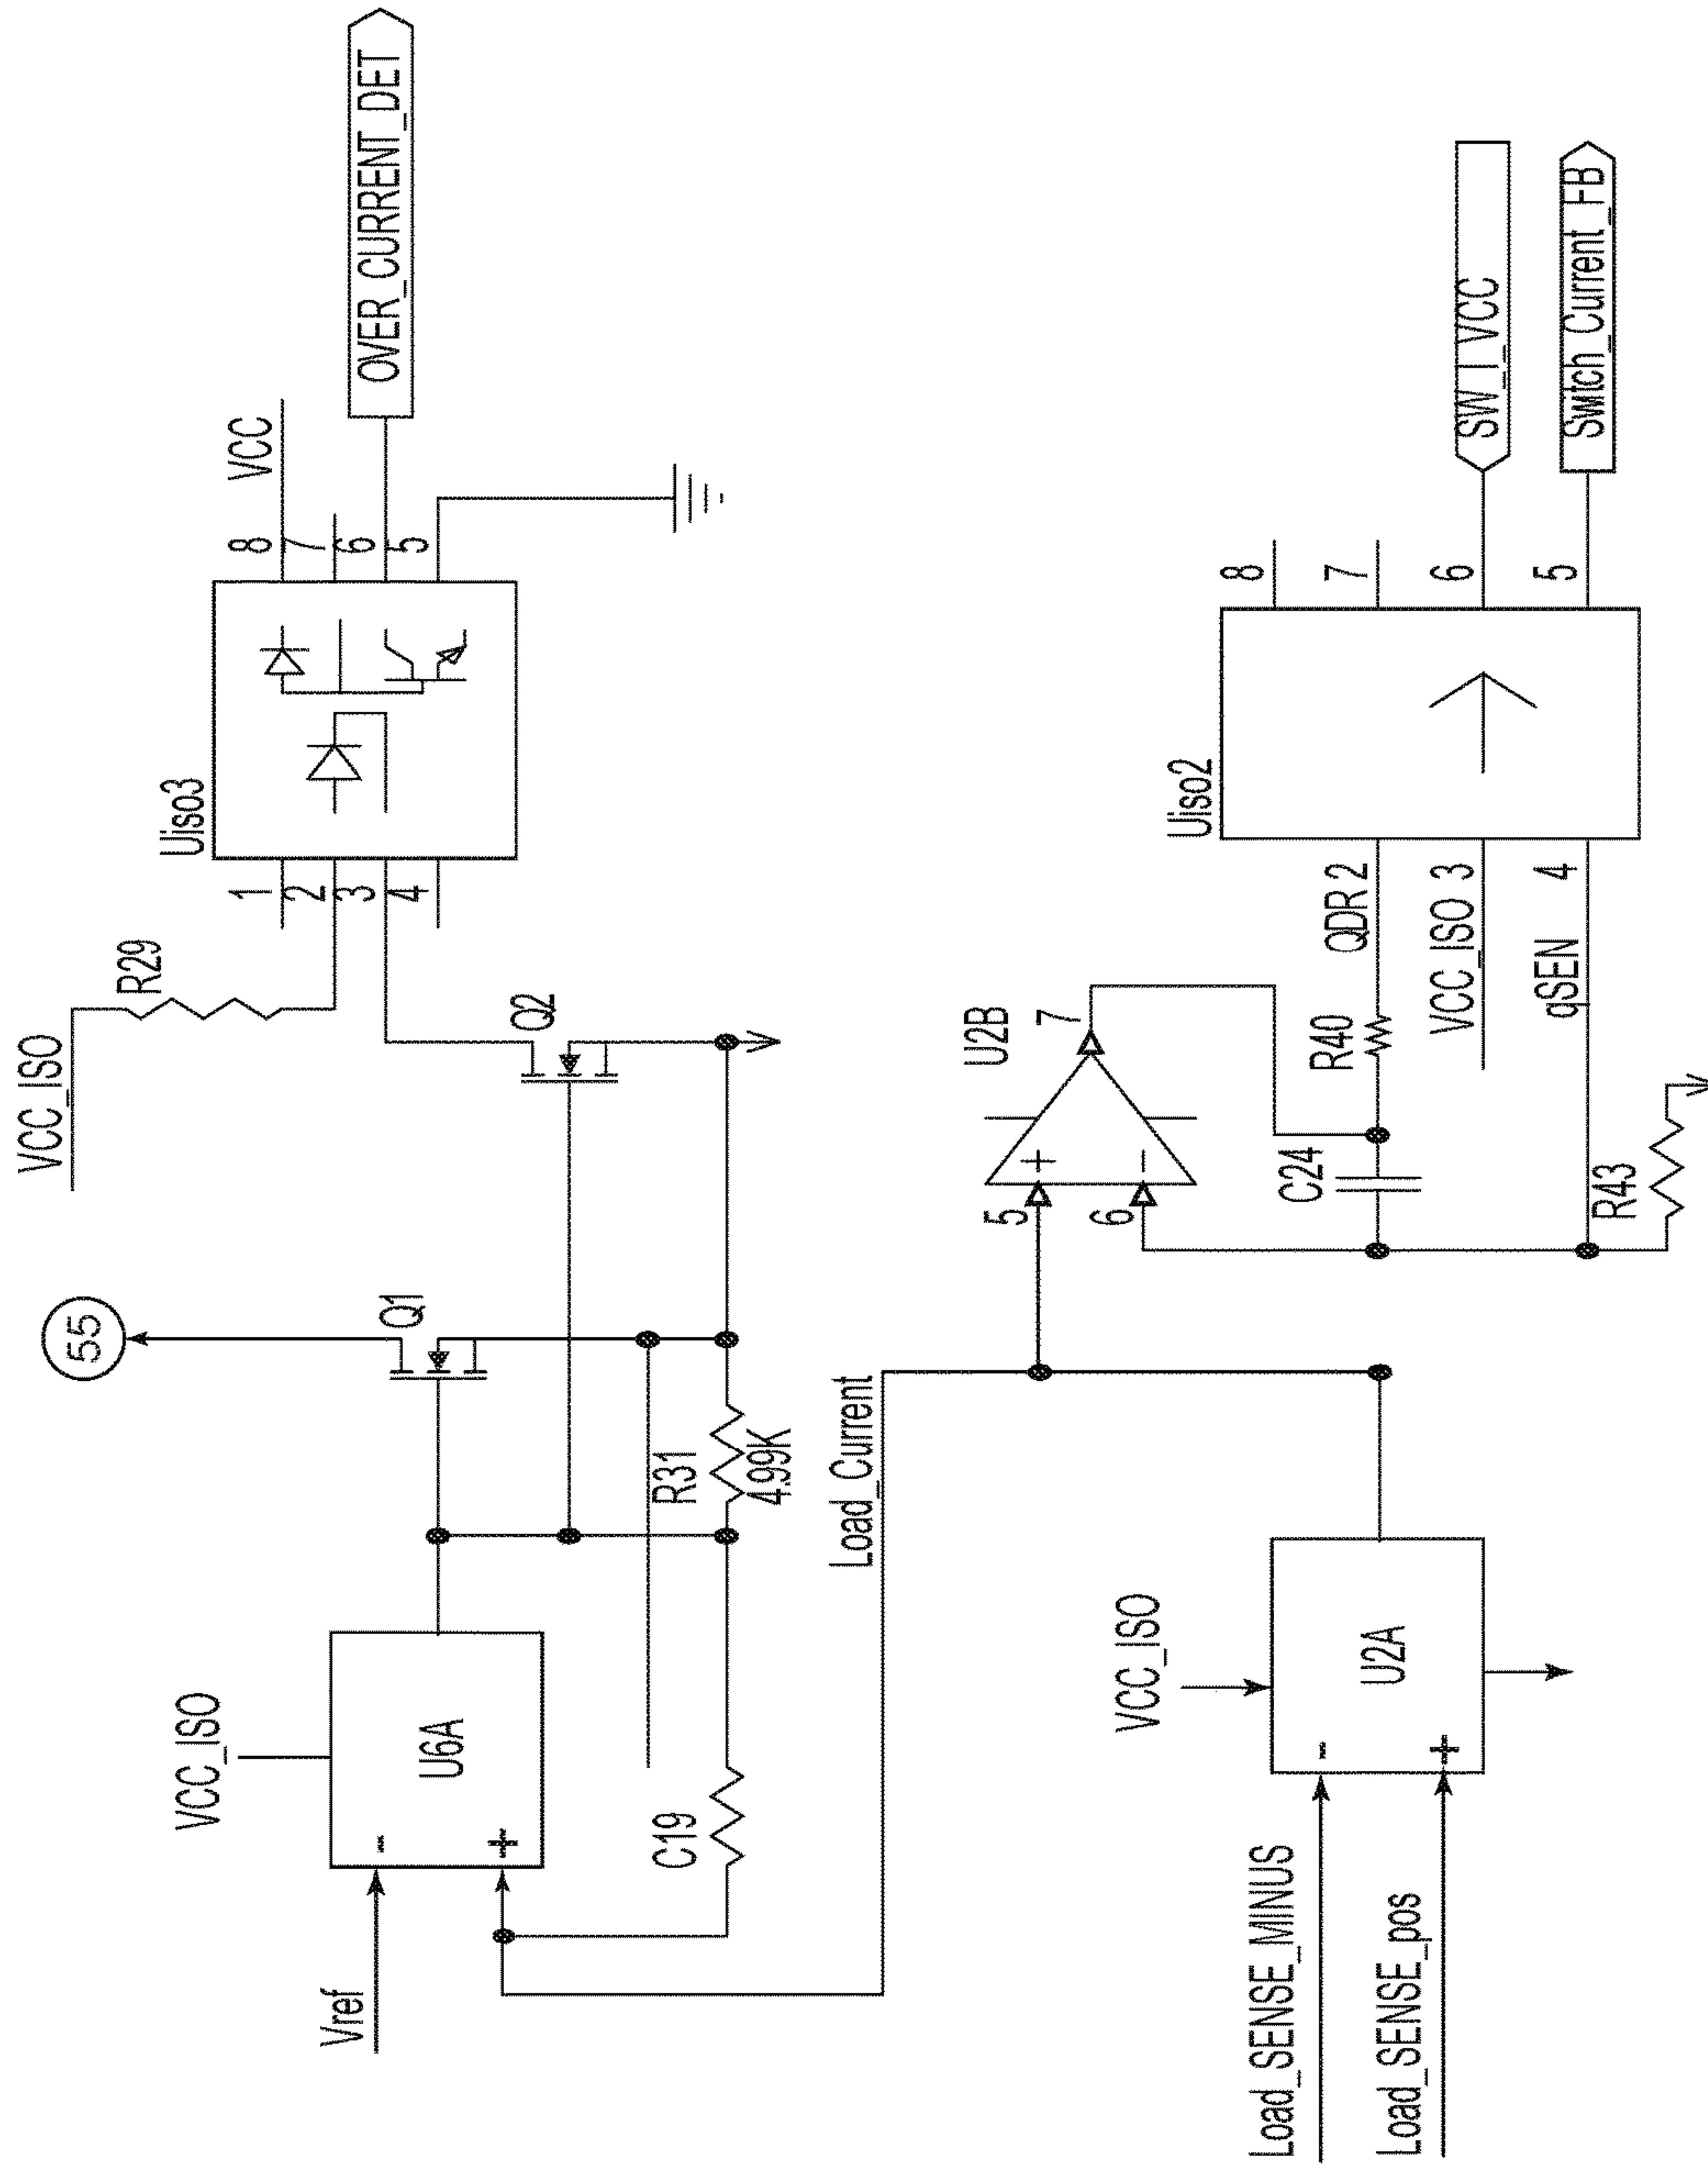 VCC_ISO
R29
Uiso3
1
2
3
4
8
7
6
5
VCC
OVER_CURRENT_DET
55
Q1
Q2
VCC_ISO
U6A
-
+
Vref
R31
4.99K
C19
Load_Current
U2B
5
6
7
+
-
C24
R40
QDR 2
VCC_ISO 3
qSEN 4
R43
Uiso2
8
7
6
5
SW_I_VCC
Switch_Current_FB
VCC_ISO
U2A
-
+
Load_SENSE_MINUS
Load_SENSE_pos